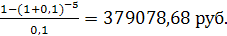 1−(1+0,1)⁻⁵ / 0,1 = 379078,68 руб.